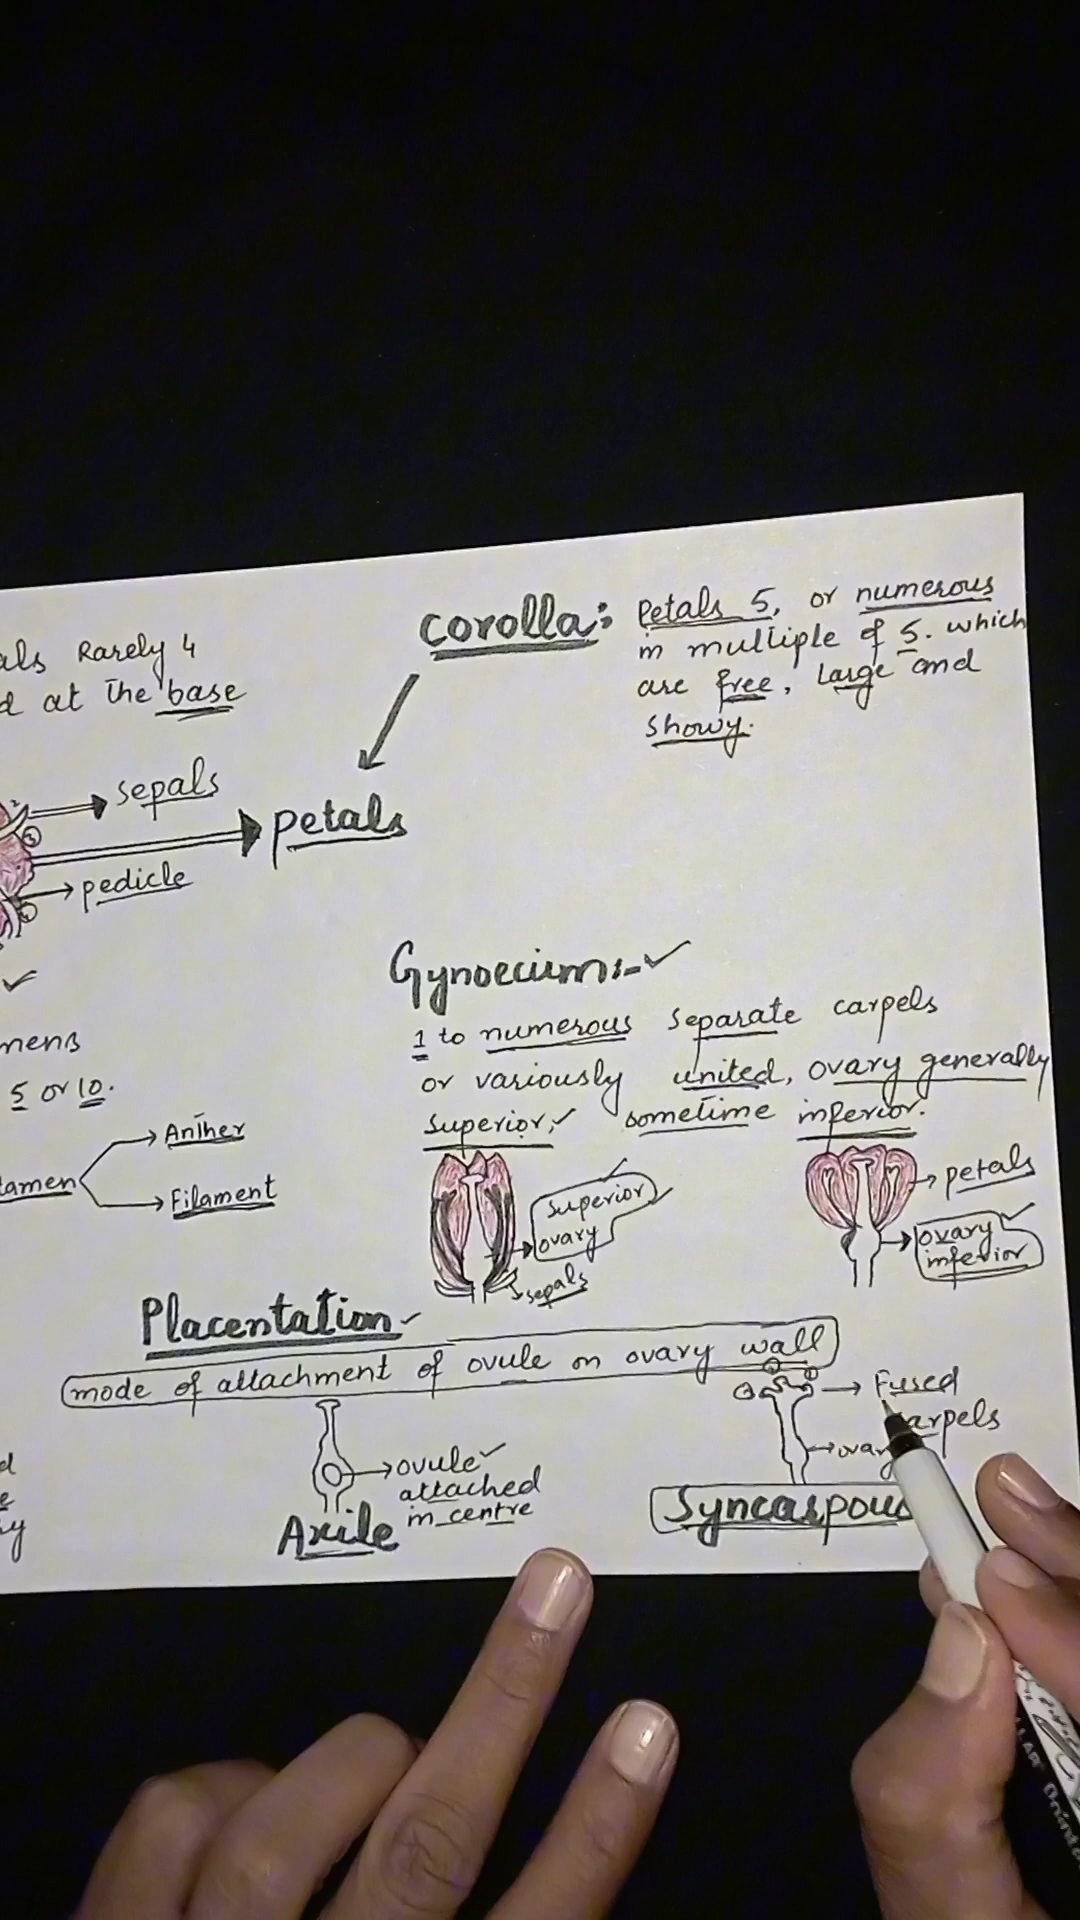 als Rarely 4
d at the base
sepals
petals
pedicle
corolla:
Petals 5, or numerous
in multiple of 5. which
are free, large and
showy.
mens
5 or 10.
tamen
Anther
Filament
Gynoecium:-
1 to numerous separate carpels
or variously united, ovary generally
superior, sometime inferior.
superior
ovary
sepals
petals
ovary
inferior
Placentation
mode of attachment of ovule on ovary wall
ovule
attached
in centre
Axile
Fused
arpels
ovary
Syncarpous
d
e
y